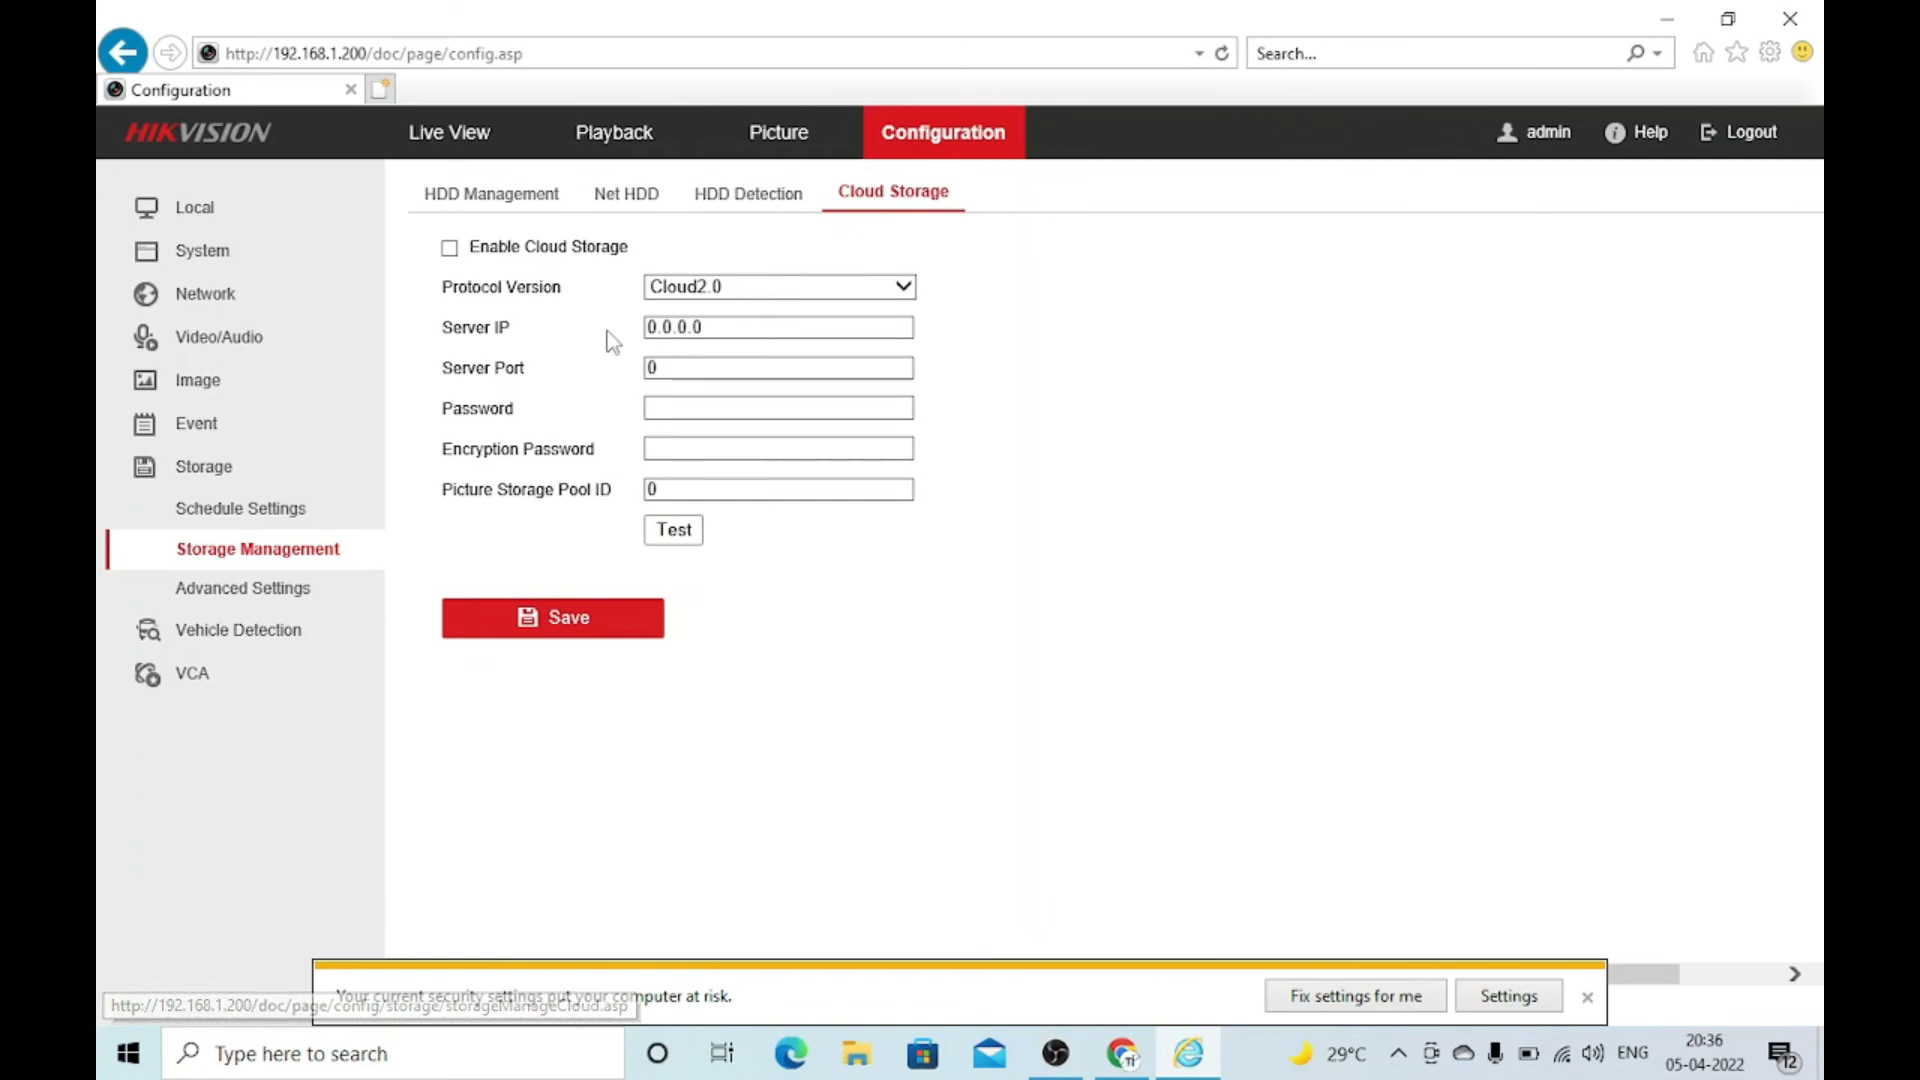 http://192.168.1.200/doc/page/config.asp
Search...
Configuration
HIKVISION
Live View
Playback
Picture
Configuration
admin
Help
Logout
Local
System
Network
Video/Audio
Image
Event
Storage
Schedule Settings
Storage Management
Advanced Settings
Vehicle Detection
VCA
HDD Management
Net HDD
HDD Detection
Cloud Storage
Enable Cloud Storage
Protocol Version
Cloud2.0
Server IP
0.0.0.0
Server Port
0
Password
Encryption Password
Picture Storage Pool ID
0
Test
Save
Your current security settings put your computer at risk.
Fix settings for me
Settings
http://192.168.1.200/doc/page/config/storage/storageManageCloud.asp
Type here to search
29°C
ENG
20:36
05-04-2022
12